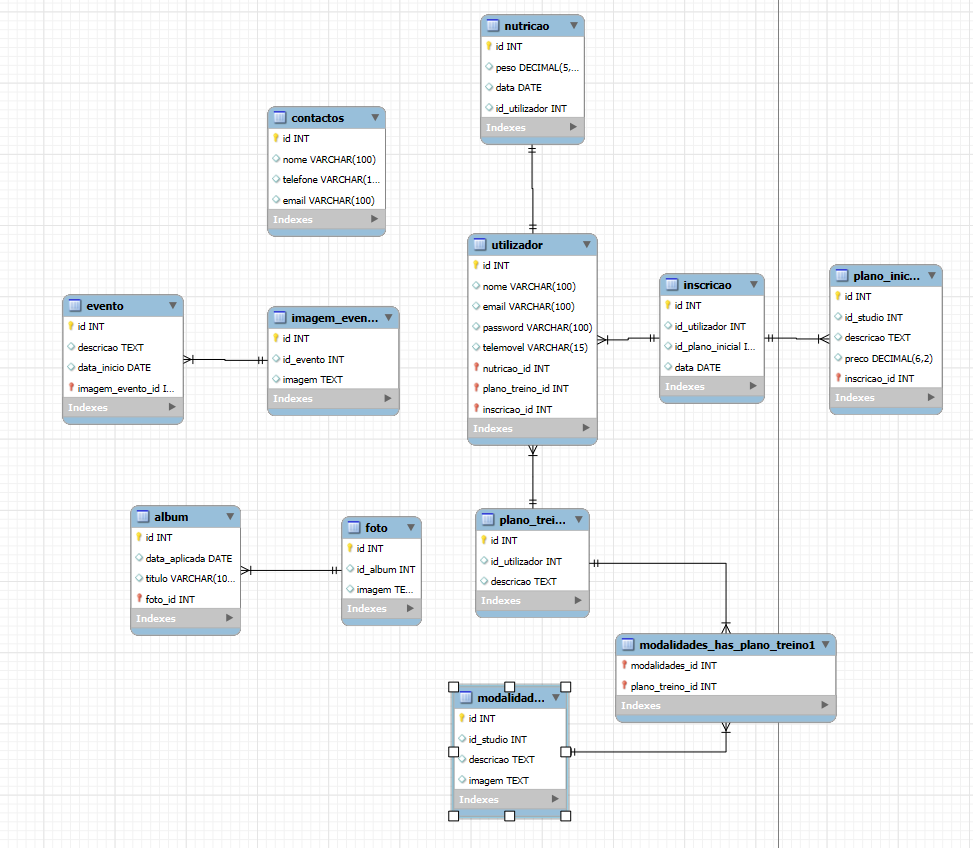 nutricao
id INT
peso DECIMAL(5,...
data DATE
id_utilizador INT
Indexes
contactos
id INT
nome VARCHAR(100)
telefone VARCHAR(1...
email VARCHAR(100)
Indexes
utilizador
id INT
nome VARCHAR(100)
email VARCHAR(100)
password VARCHAR(100)
telemovel VARCHAR(15)
nutricao_id INT
plano_treino_id INT
inscricao_id INT
Indexes
inscricao
id INT
id_utilizador INT
id_plano_inicial I...
data DATE
Indexes
plano_inic...
id INT
id_studio INT
descricao TEXT
preco DECIMAL(6,2)
inscricao_id INT
Indexes
evento
id INT
descricao TEXT
data_inicio DATE
imagem_evento_id I...
Indexes
imagem_even...
id INT
id_evento INT
imagem TEXT
Indexes
album
id INT
data_aplicada DATE
titulo VARCHAR(10...
foto_id INT
Indexes
foto
id INT
id_album INT
imagem TE...
Indexes
plano_trei...
id INT
id_utilizador INT
descricao TEXT
Indexes
modalidades_has_plano_treino1
modalidades_id INT
plano_treino_id INT
Indexes
modalidad...
id INT
id_studio INT
descricao TEXT
imagem TEXT
Indexes